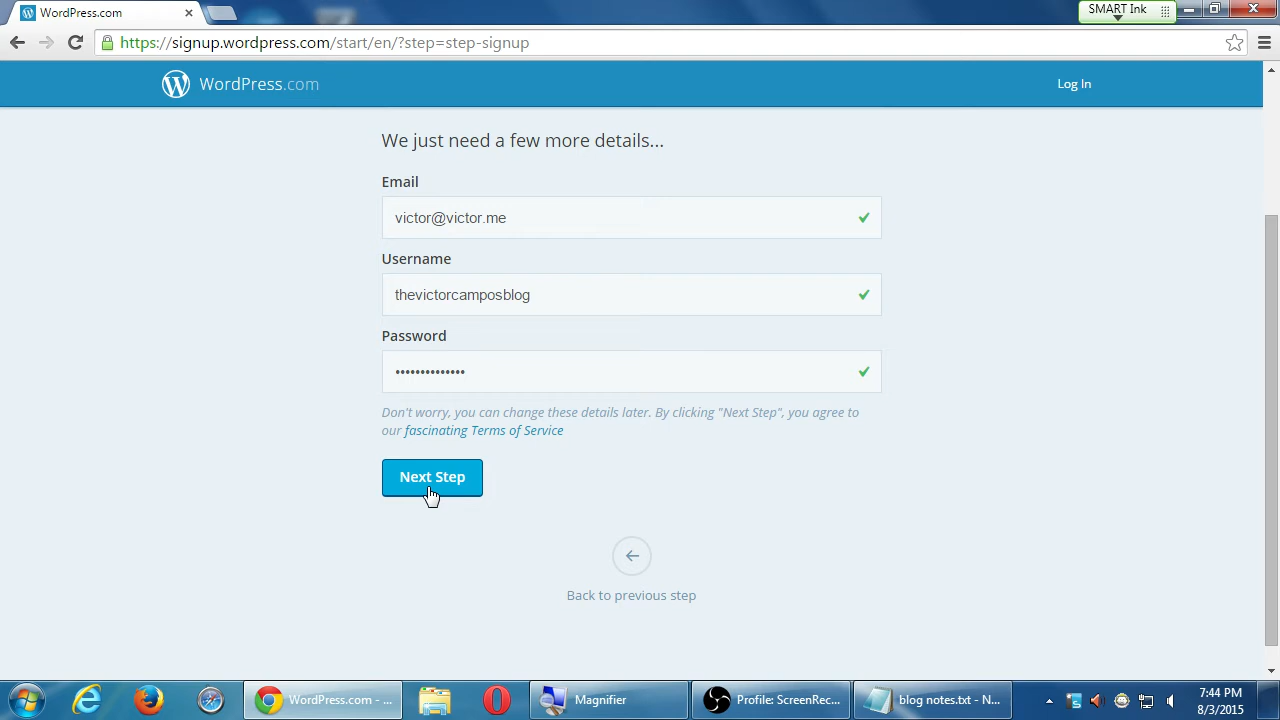 WordPress.com
SMART Ink
https://signup.wordpress.com/start/en/?step=step-signup
WordPress.com
Log In
We just need a few more details...
Email
victor@victor.me
Username
thevictorcamposblog
Password
••••••••••••••
Don't worry, you can change these details later. By clicking "Next Step", you agree to
our fascinating Terms of Service
Next Step
Back to previous step
WordPress.com - ...
Magnifier
Profile: ScreenRec...
blog notes.txt - N...
7:44 PM
8/3/2015